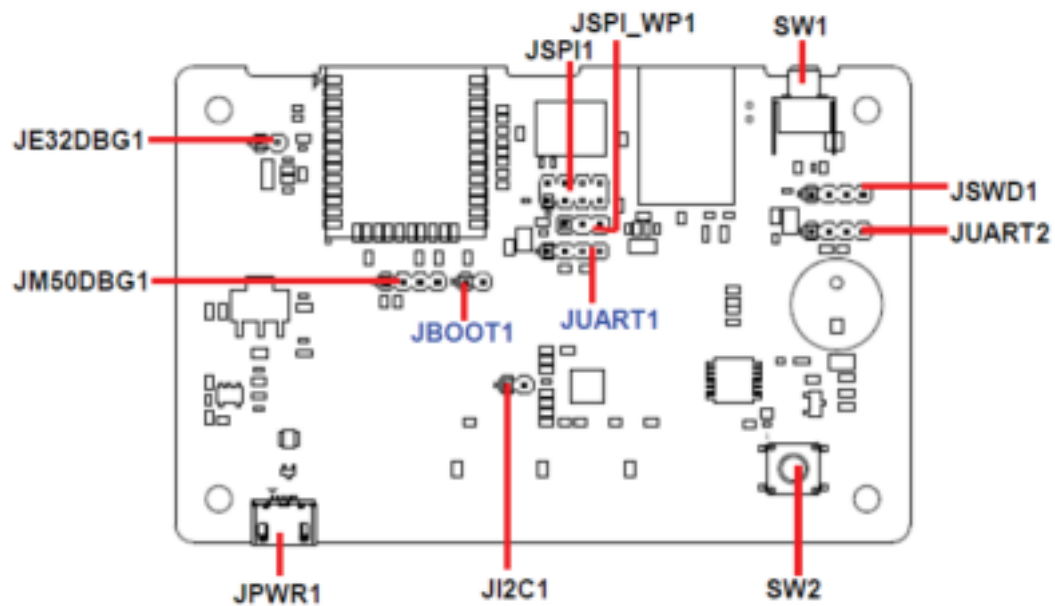 JSPI_WP1
SW1
JSPI1
JE32DBG1
JSWD1
JUART2
JM50DBG1
JBOOT1
JUART1
JPWR1
JI2C1
SW2